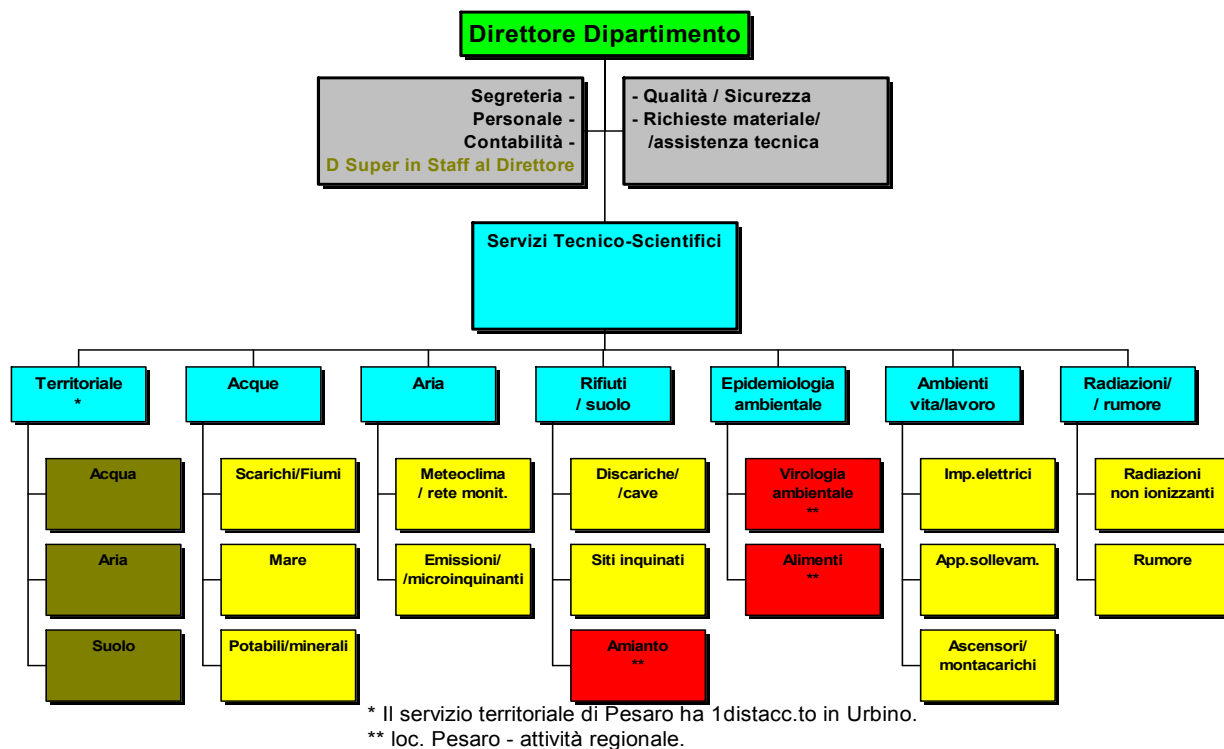 Direttore Dipartimento
Segreteria -
Personale -
Contabilità -
D Super in Staff al Direttore
- Qualità / Sicurezza
- Richieste materiale/
/assistenza tecnica
Servizi Tecnico-Scientifici
Territoriale
*
Acqua
Aria
Suolo
Acque
Scarichi/Fiumi
Mare
Potabili/minerali
Aria
Meteoclima
/ rete monit.
Emissioni/
/microinquinanti
Rifiuti
/ suolo
Discariche/
/cave
Siti inquinati
Amianto
**
Epidemiologia
ambientale
Virologia
ambientale
**
Alimenti
**
Ambienti
vita/lavoro
Imp.elettrici
App.sollevam.
Ascensori/
montacarichi
Radiazioni/
/ rumore
Radiazioni
non ionizzanti
Rumore
* Il servizio territoriale di Pesaro ha 1distacc.to in Urbino.
** loc. Pesaro - attività regionale.